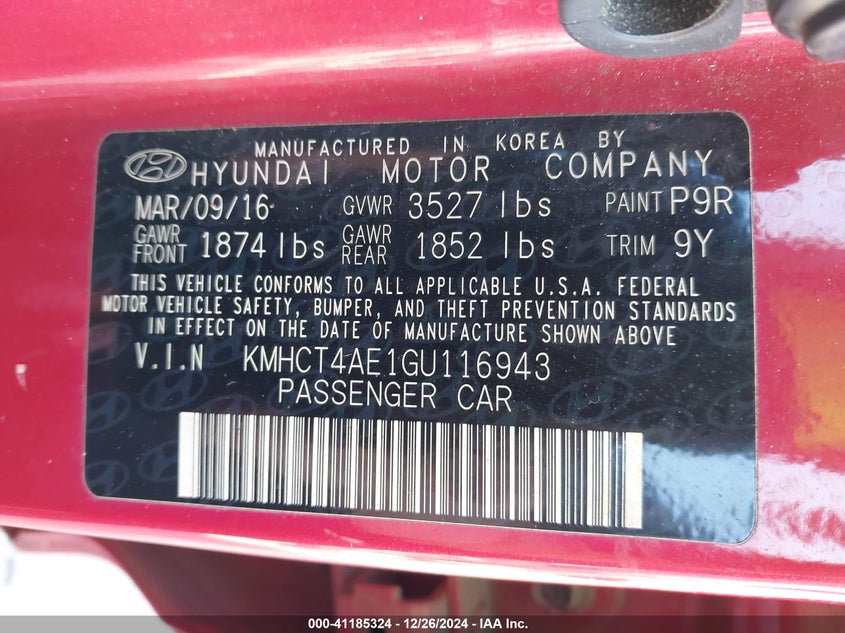 MANUFACTURED IN KOREA BY
HYUNDAI MOTOR COMPANY
MAR/09/16 GVWR 3527 lbs PAINT P9R
GAWR FRONT 1874 lbs GAWR REAR 1852 lbs TRIM 9Y
THIS VEHICLE CONFORMS TO ALL APPLICABLE U.S.A. FEDERAL
MOTOR VEHICLE SAFETY, BUMPER, AND THEFT PREVENTION STANDARDS
IN EFFECT ON THE DATE OF MANUFACTURE SHOWN ABOVE
V.I.N KMHCT4AE1GU116943
PASSENGER CAR
000-41185324 - 12/26/2024 - IAA Inc.